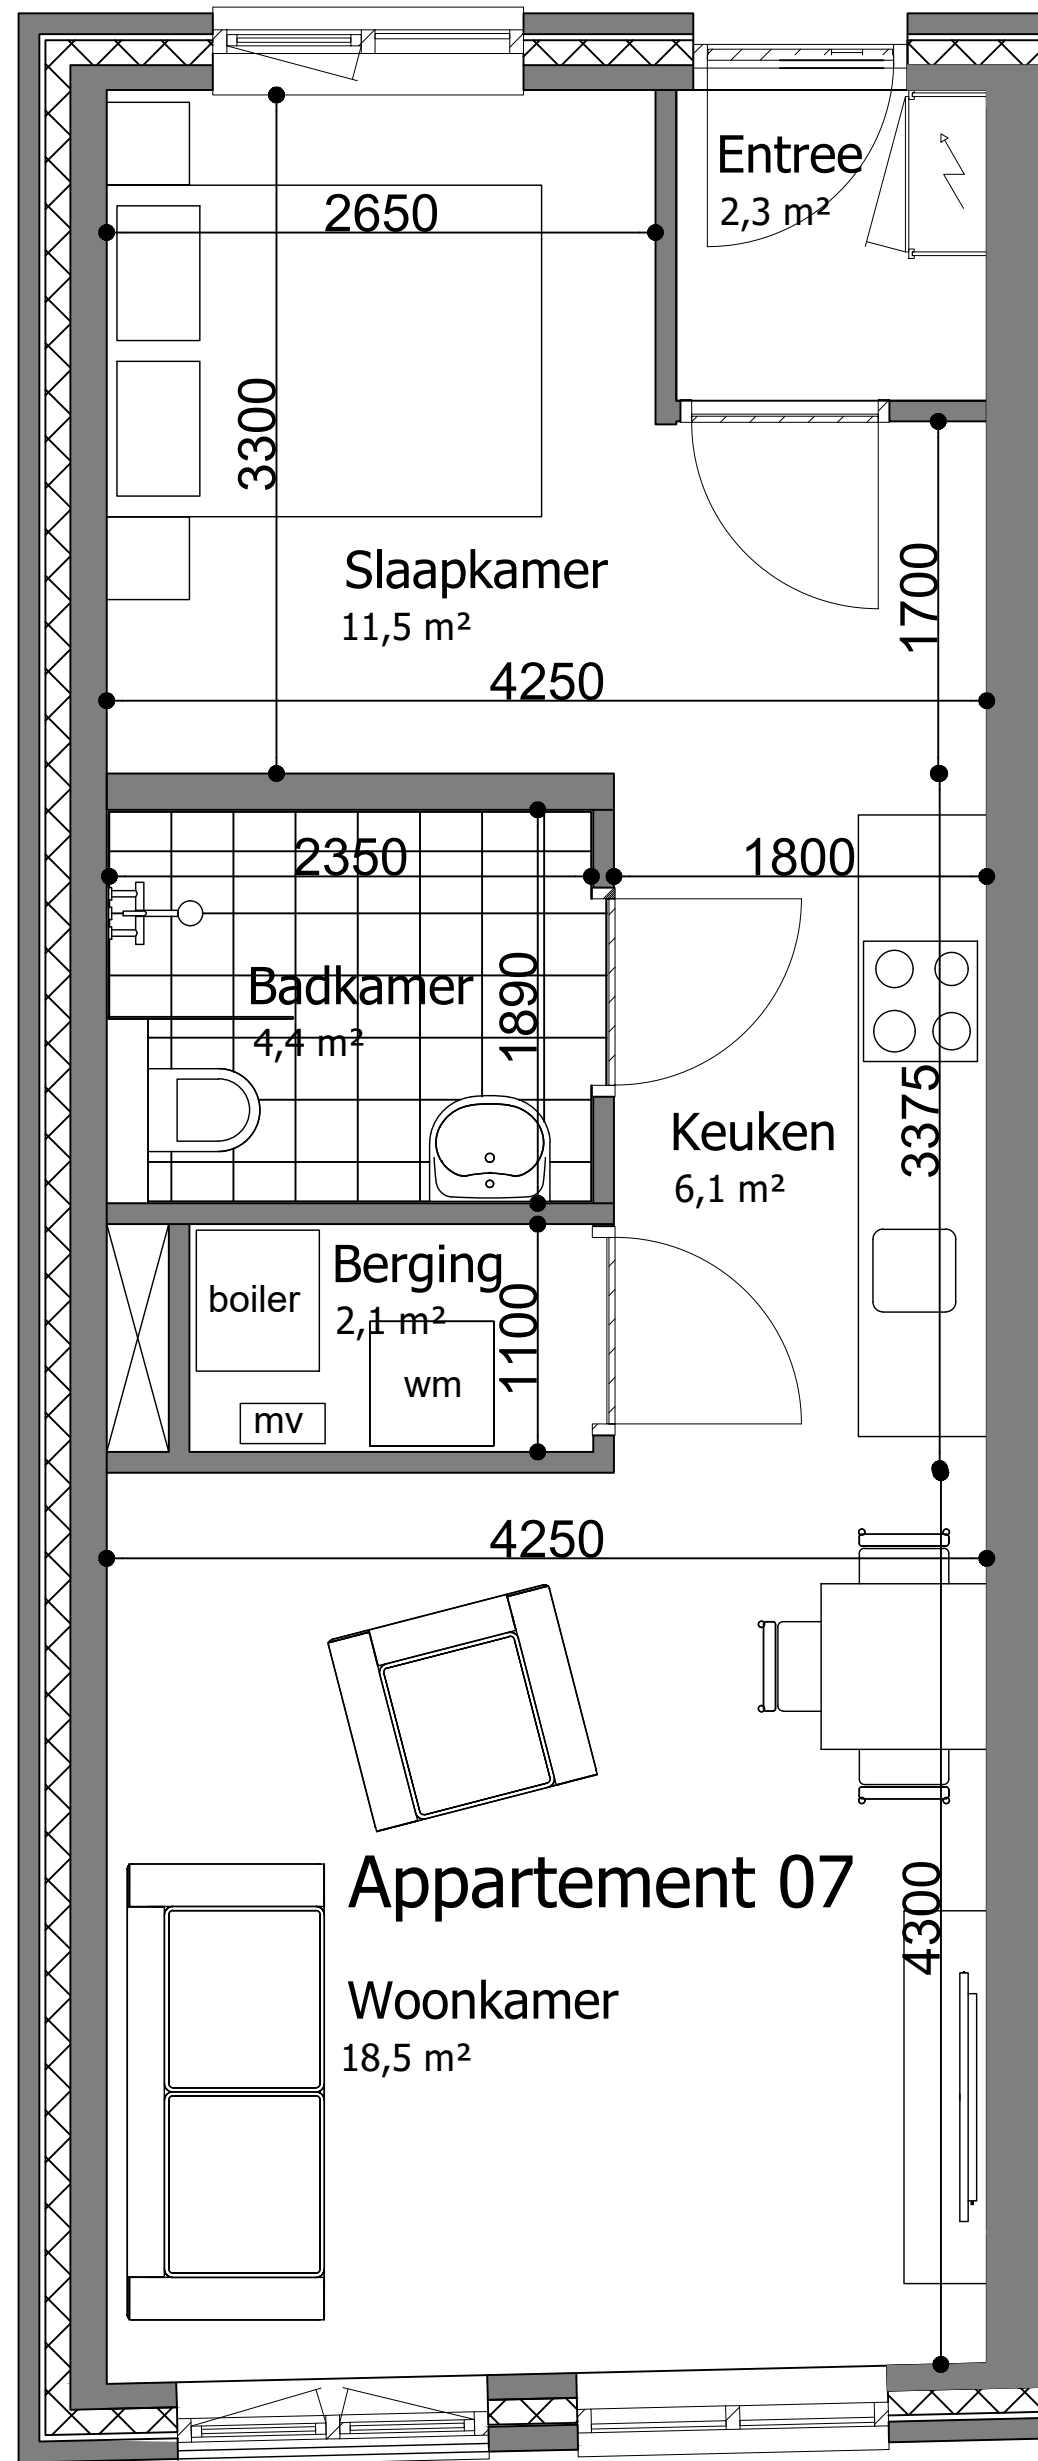 Entree
2,3 m²
2650
3300
Slaapkamer
11,5 m²
1700
4250
2350
1800
Badkamer
4,4 m²
1890
Keuken
6,1 m²
3375
Berging
2,1 m²
boiler
1100
wm
mv
4250
Appartement 07
4300
Woonkamer
18,5 m²